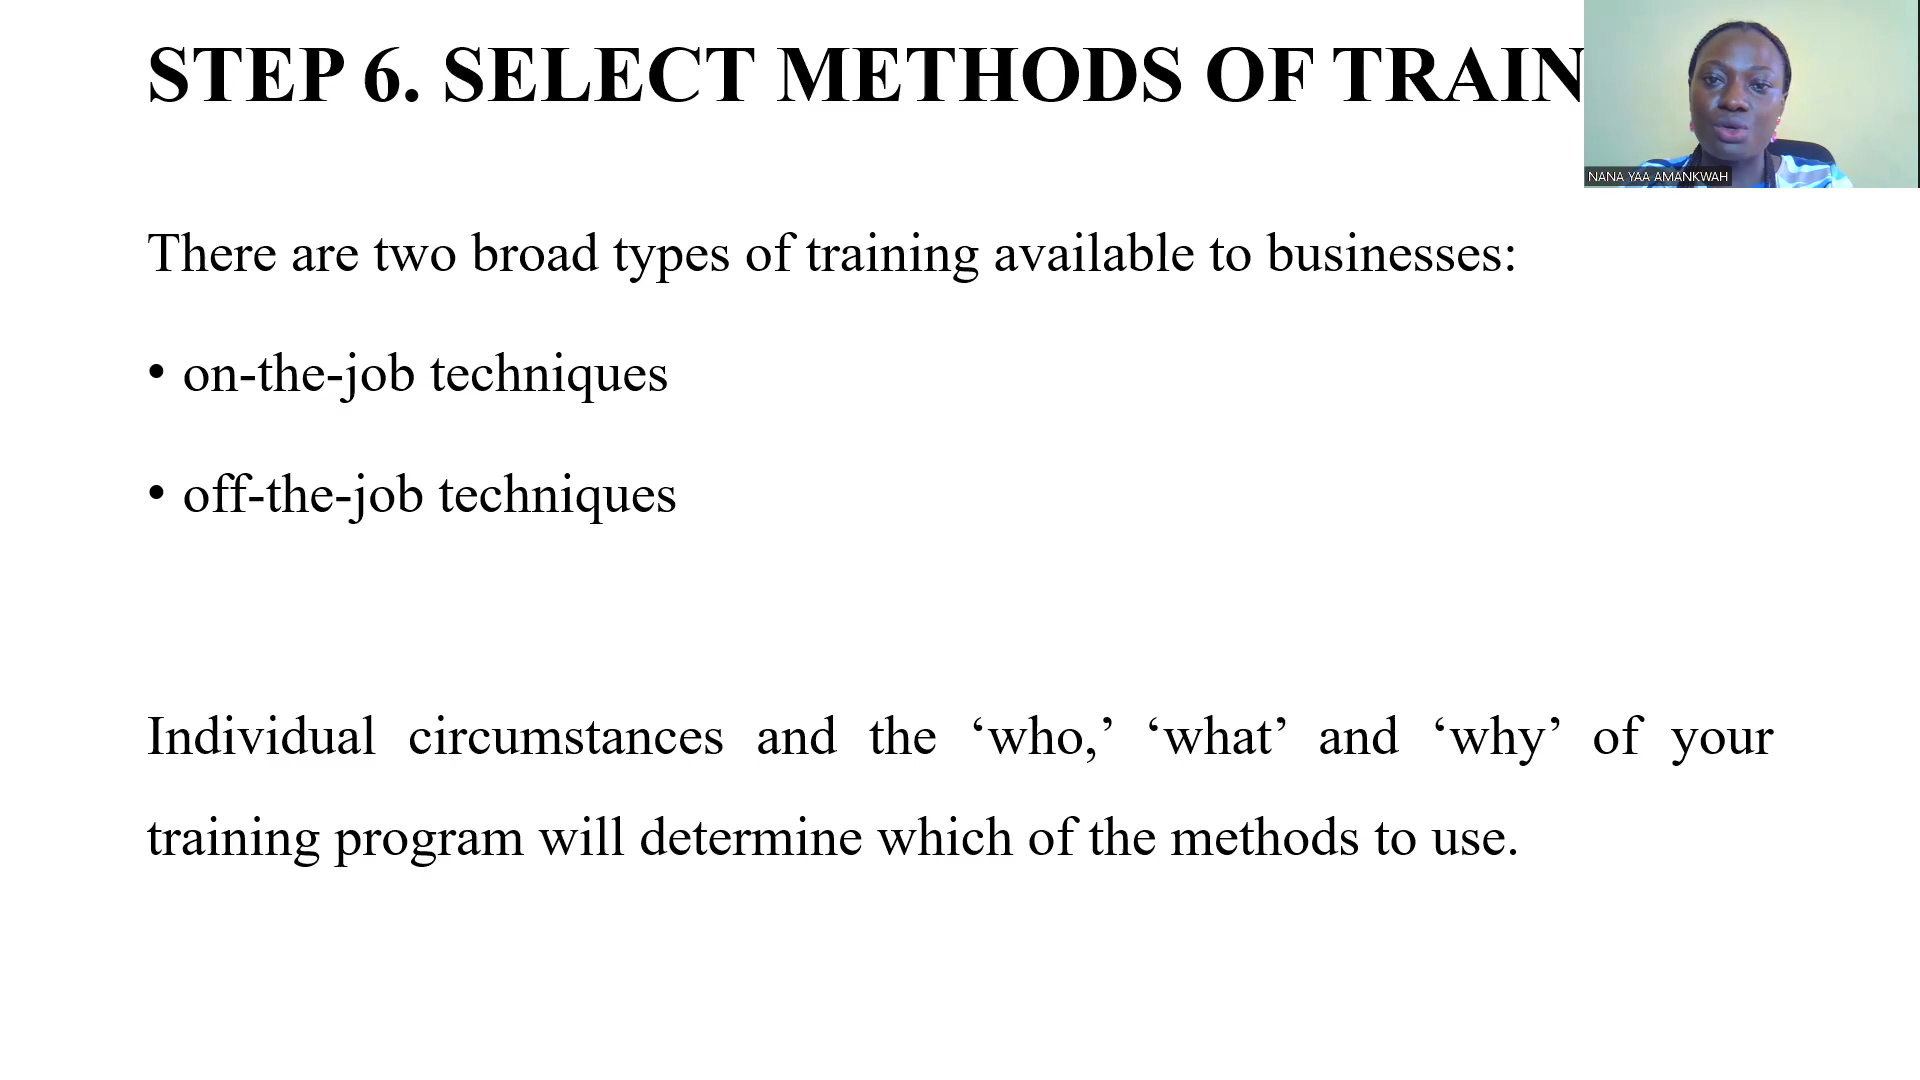 STEP 6. SELECT METHODS OF TRAIN
NANA YAA AMANKWAH
There are two broad types of training available to businesses:
• on-the-job techniques
• off-the-job techniques
Individual circumstances and the ‘who,’ ‘what’ and ‘why’ of your
training program will determine which of the methods to use.